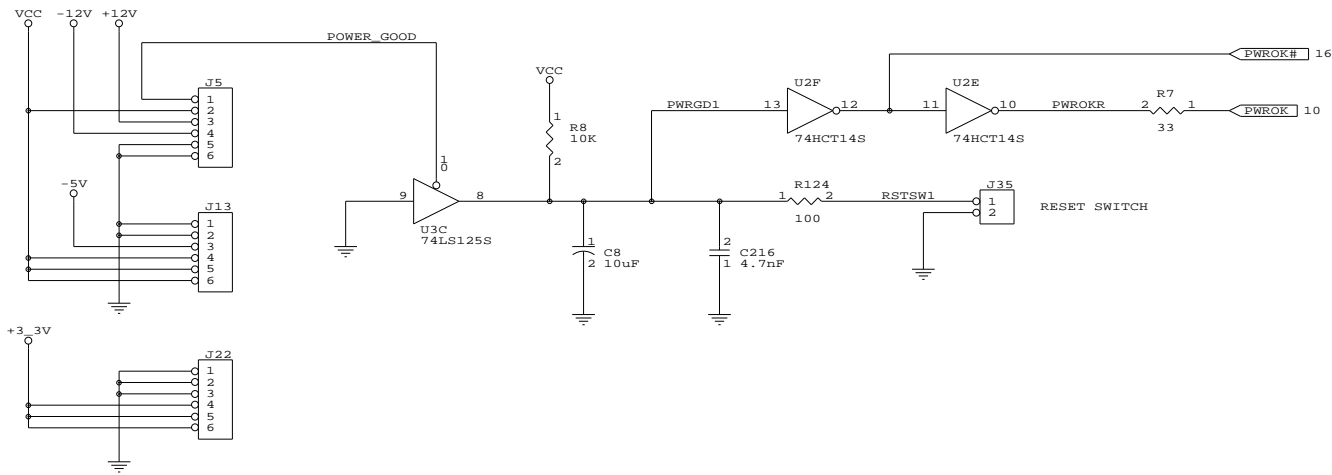 VCC -12V +12V
POWER_GOOD
J5
1
2
3
4
5
6
-5V
J13
1
2
3
4
5
6
+3_3V
J22
1
2
3
4
5
6
9 10 8
U3C
74LS125S
VCC
1
R8
10K
2
1
C8
2 10uF
2
C216
1 4.7nF
PWRGD1
U2F
13 12
74HCT14S
U2E
11 10
74HCT14S
PWROKR
R7
2 1
33
PWROK# 16
PWROK 10
R124
1 2
100
RSTSW1
J35
1
2
RESET SWITCH